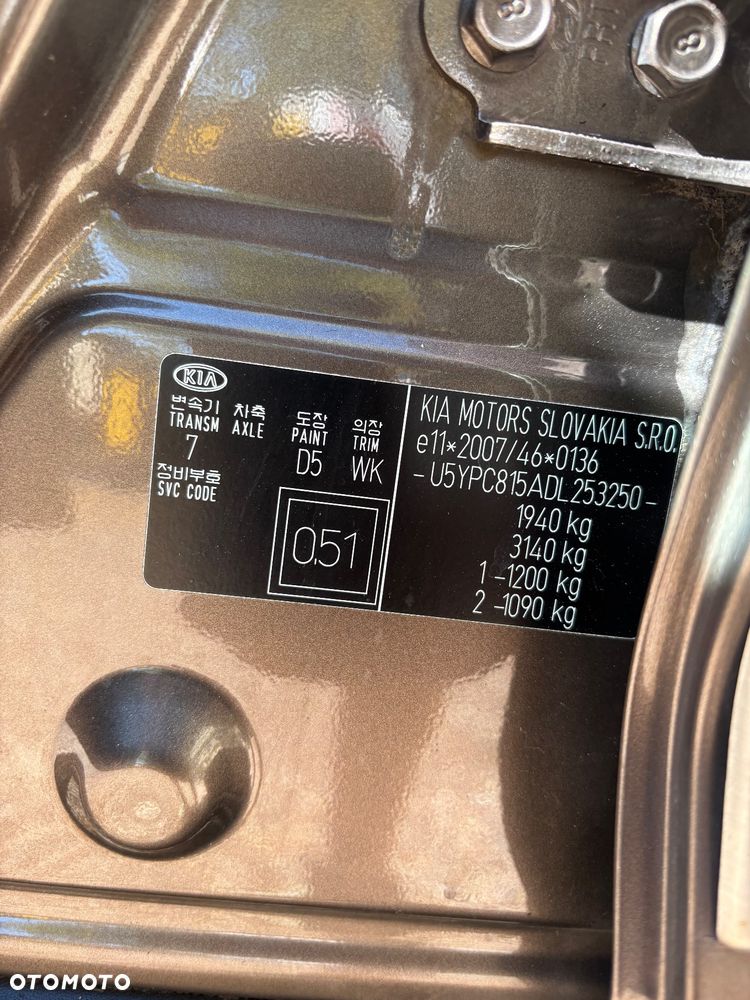 KIA
변속기 차축 도장 의장
TRANSM AXLE PAINT TRIM
7 D5 WK
정비부호
SVC CODE
0.51
KIA MOTORS SLOVAKIA S.R.O.
e11*2007/46*0136
-U5YPC815ADL253250-
1940 kg
3140 kg
1 -1200 kg
2 -1090 kg
8
8
OTOMOTO